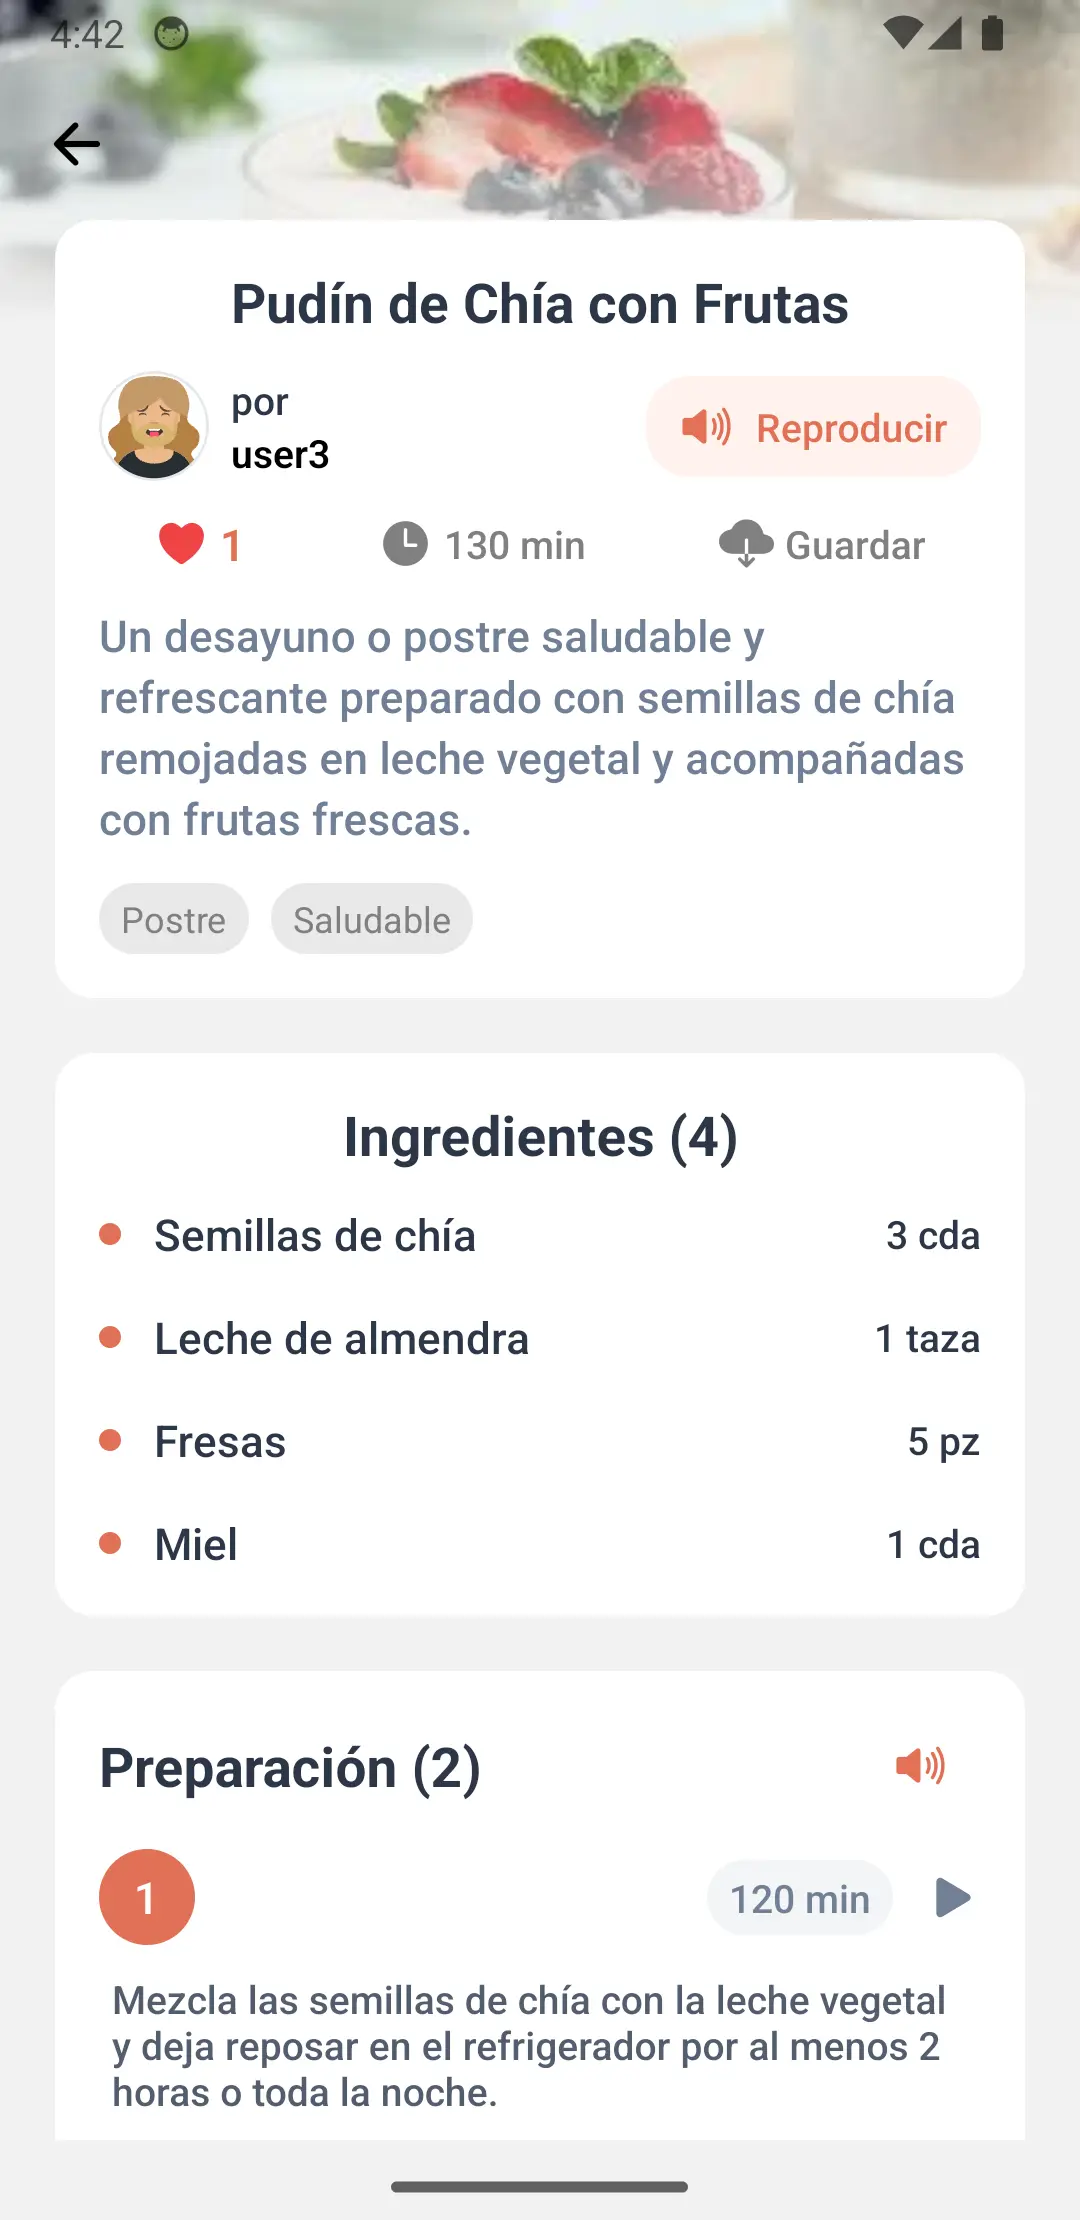 4:42
Pudín de Chía con Frutas
por
user3
Reproducir
1
130 min
Guardar
Un desayuno o postre saludable y
refrescante preparado con semillas de chía
remojadas en leche vegetal y acompañadas
con frutas frescas.
Postre
Saludable
Ingredientes (4)
Semillas de chía
3 cda
Leche de almendra
1 taza
Fresas
5 pz
Miel
1 cda
Preparación (2)
1
120 min
Mezcla las semillas de chía con la leche vegetal
y deja reposar en el refrigerador por al menos 2
horas o toda la noche.